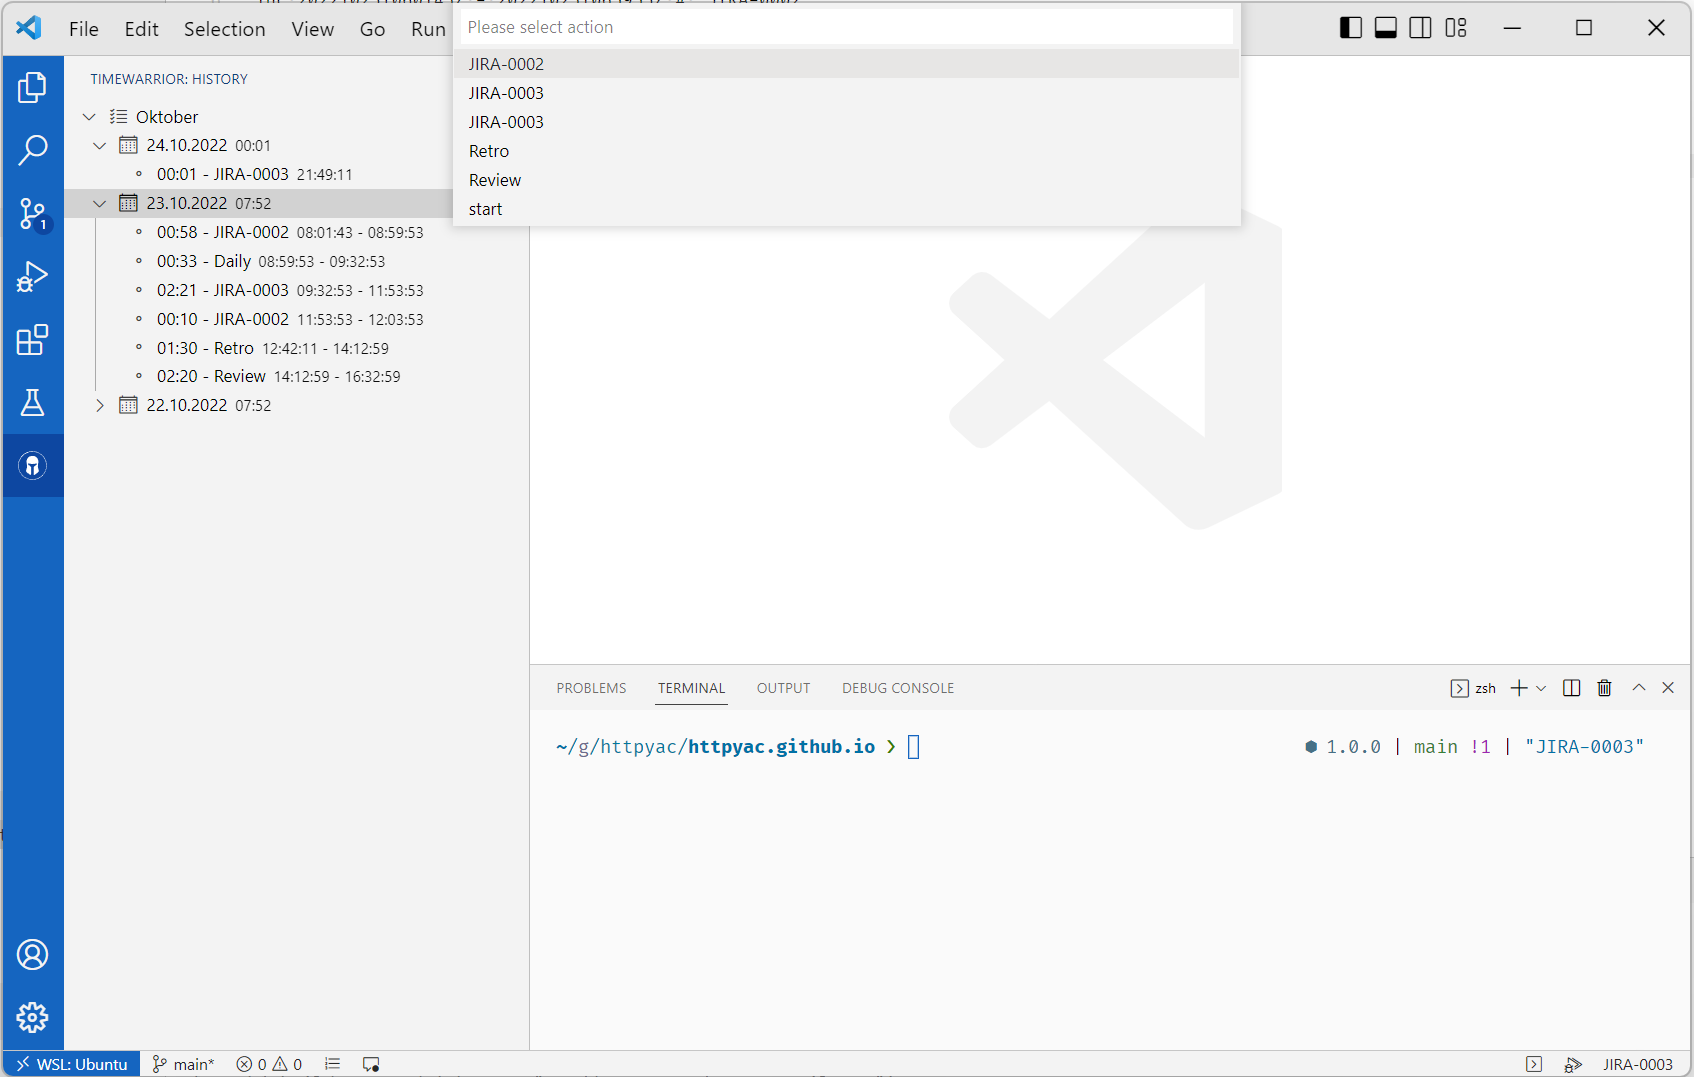 File Edit Selection View Go Run
Please select action
JIRA-0002
JIRA-0003
JIRA-0003
Retro
Review
start
TIMEWARRIOR: HISTORY
Oktober
24.10.2022 00:01
00:01 - JIRA-0003 21:49:11
23.10.2022 07:52
00:58 - JIRA-0002 08:01:43 - 08:59:53
00:33 - Daily 08:59:53 - 09:32:53
02:21 - JIRA-0003 09:32:53 - 11:53:53
00:10 - JIRA-0002 11:53:53 - 12:03:53
01:30 - Retro 12:42:11 - 14:12:59
02:20 - Review 14:12:59 - 16:32:59
22.10.2022 07:52
1
PROBLEMS TERMINAL OUTPUT DEBUG CONSOLE zsh
~/g/httpyac/httpyac.github.io ❯ 1.0.0 | main !1 | "JIRA-0003"
WSL: Ubuntu main* 0 0 JIRA-0003